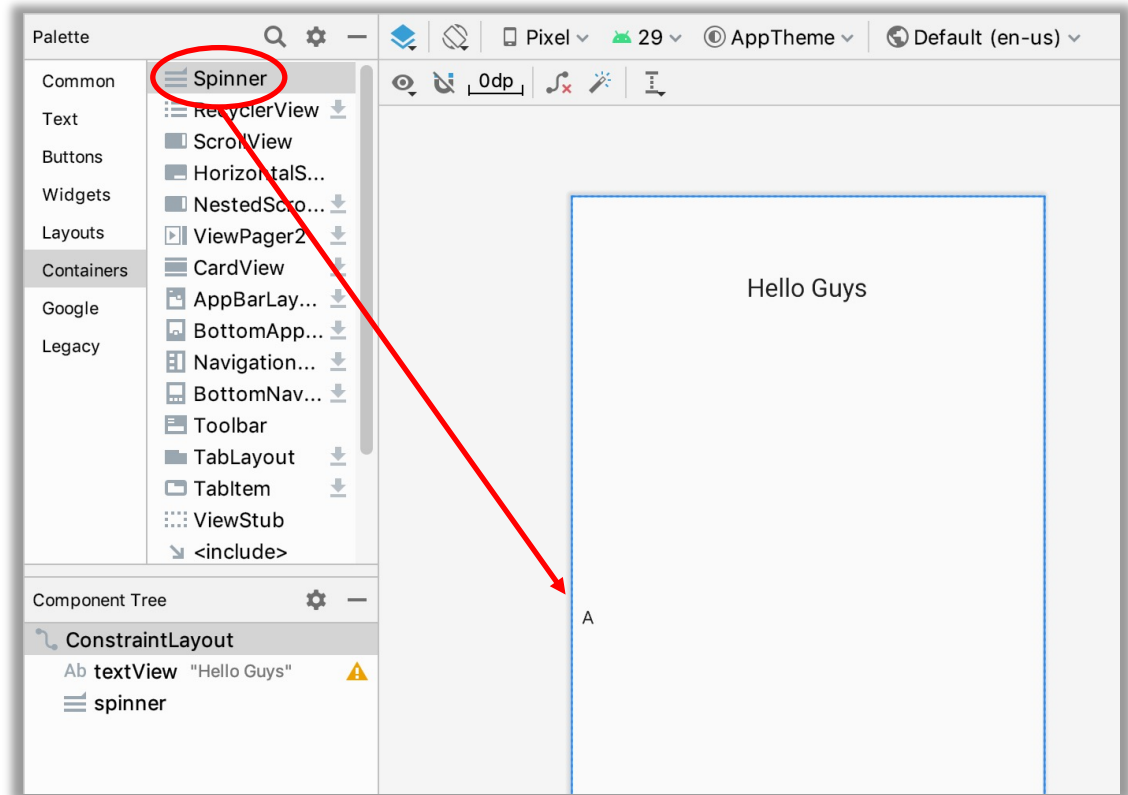 Palette
Pixel
29
AppTheme
Default (en-us)
0dp
Common
Text
Buttons
Widgets
Layouts
Containers
Google
Legacy
Spinner
RecyclerView
ScrollView
HorizontalS...
NestedScro...
ViewPager2
CardView
AppBarLay...
BottomApp...
Navigation...
BottomNav...
Toolbar
TabLayout
TabItem
ViewStub
<include>
Hello Guys
A
Component Tree
ConstraintLayout
Ab textView "Hello Guys"
spinner